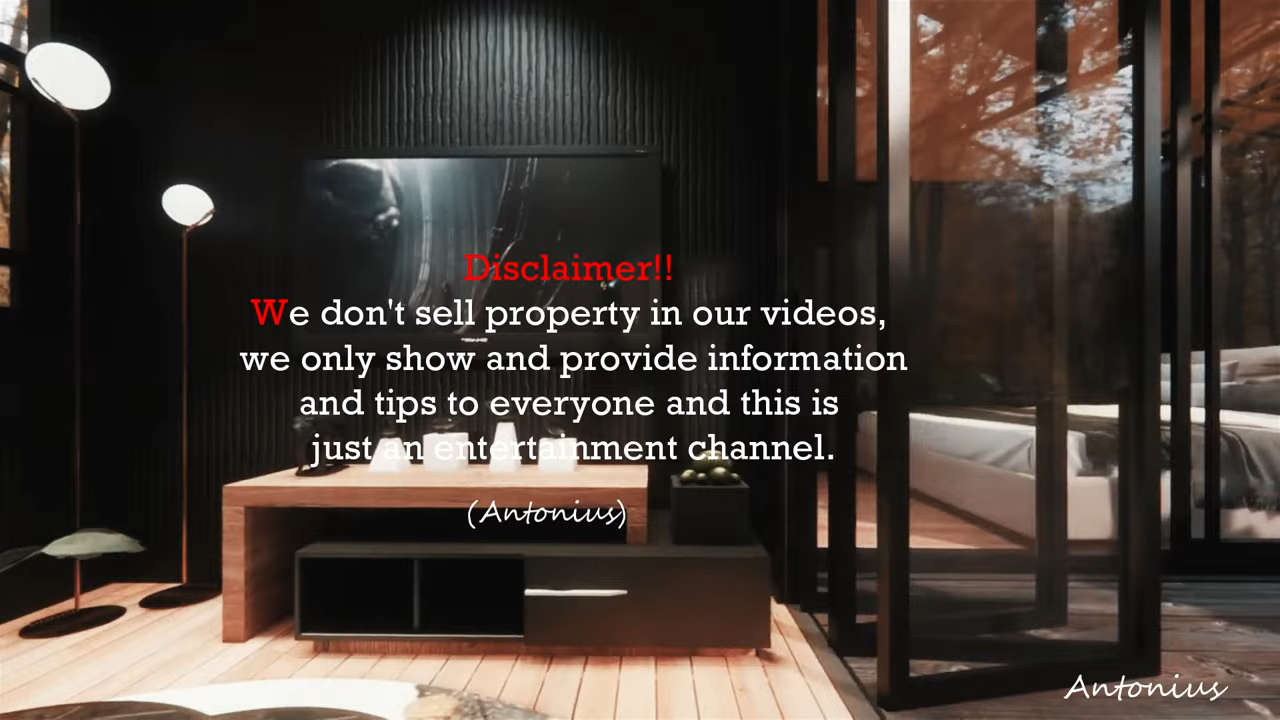 Disclaimer!!
We don't sell property in our videos,
we only show and provide information
and tips to everyone and this is
just an entertainment channel.
(Antonius)
Antonius